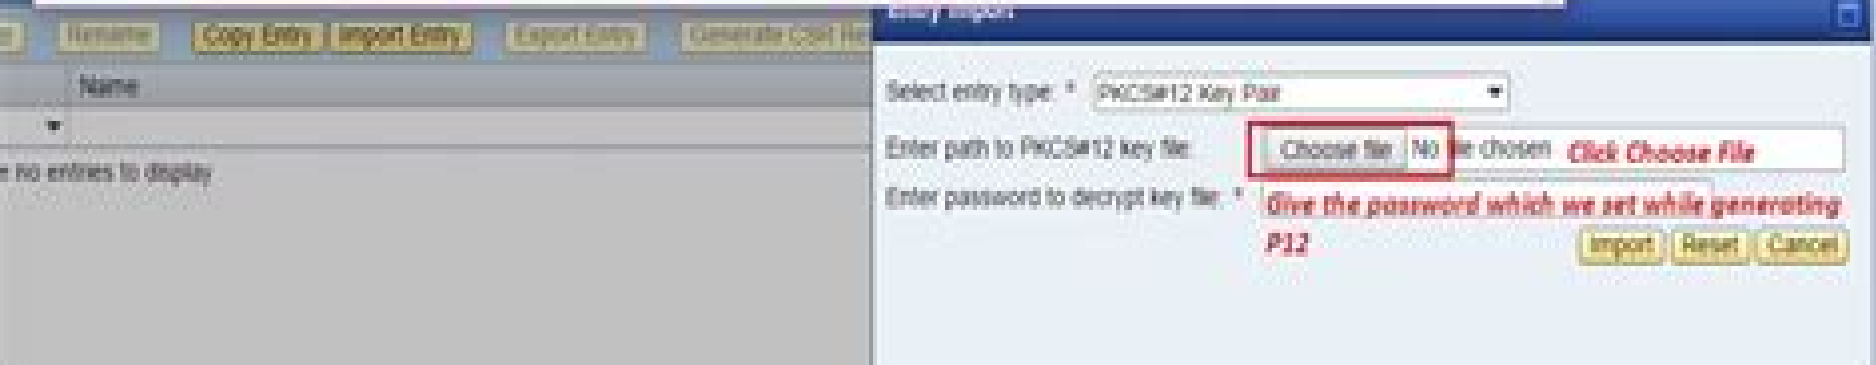 Rename Copy Entry Import Entry Export Entry Generate
Name
no entries to display
Entry Import
Select entry type: * PKCS#12 Key Pair
Enter path to PKCS#12 key file: Choose file No file chosen Click Choose File
Enter password to decrypt key file: * Give the password which we set while generating
P12
Import Reset Cancel